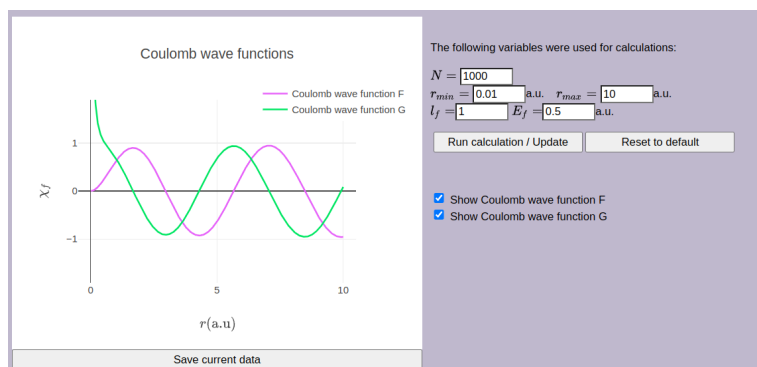 Coulomb wave functions
Coulomb wave function F
Coulomb wave function G
1
0
−1
χf
0 5 10
r(a.u)
Save current data
The following variables were used for calculations:
N = 1000
rmin = 0.01 a.u. rmax = 10 a.u.
lf = 1 Ef = 0.5 a.u.
Run calculation / Update Reset to default
Show Coulomb wave function F
Show Coulomb wave function G